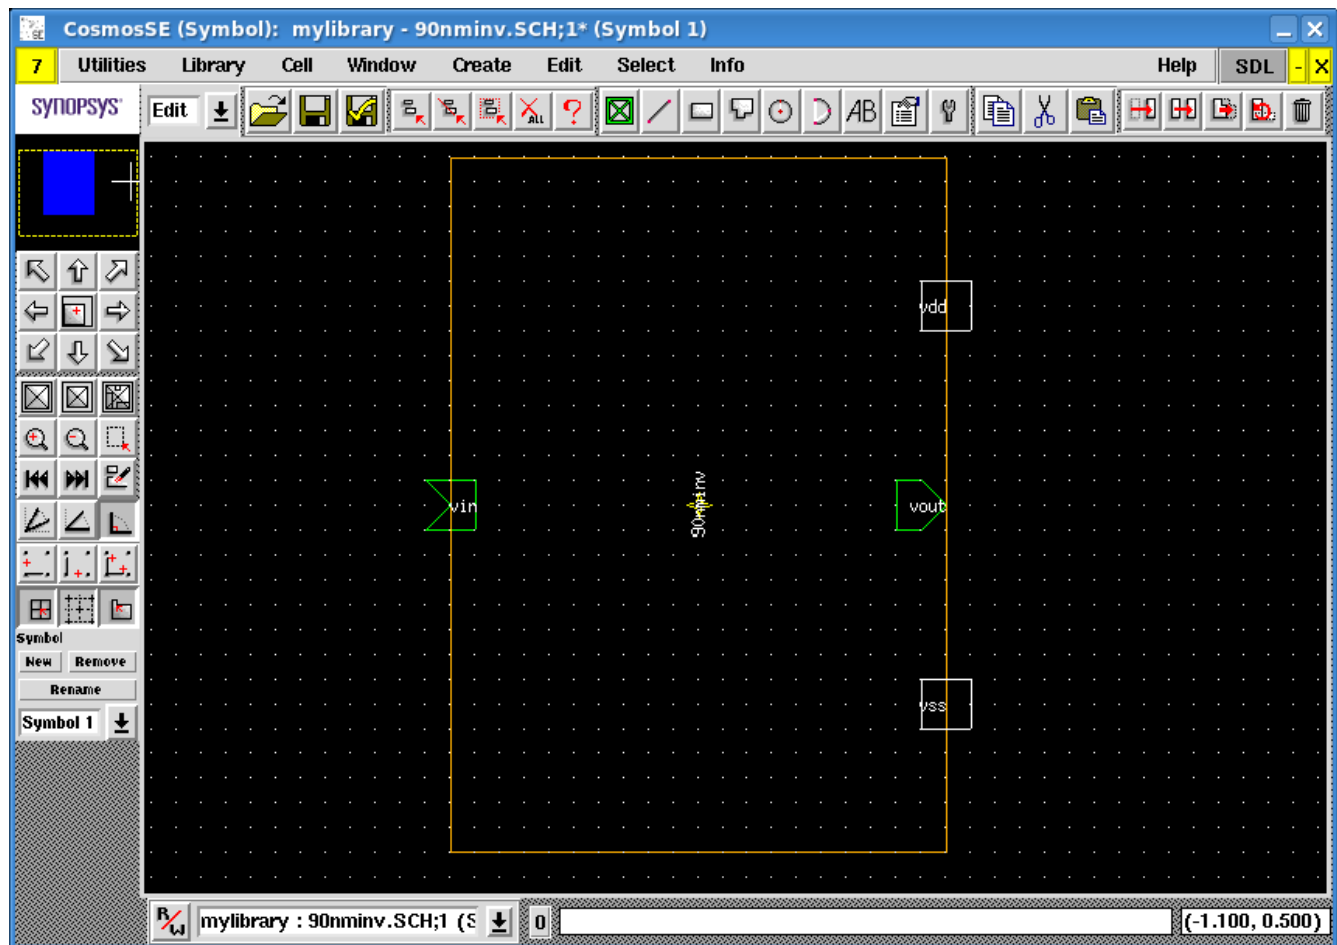 CosmosSE (Symbol): mylibrary - 90nminv.SCH;1* (Symbol 1)
7 Utilities Library Cell Window Create Edit Select Info Help SDL - X
SYNOPSYS® Edit AB ALL
vdd
90nminv
vin
vout
Symbol
New Remove
Rename
vss
Symbol 1
R/W mylibrary : 90nminv.SCH;1 (S 0 (-1.100, 0.500)